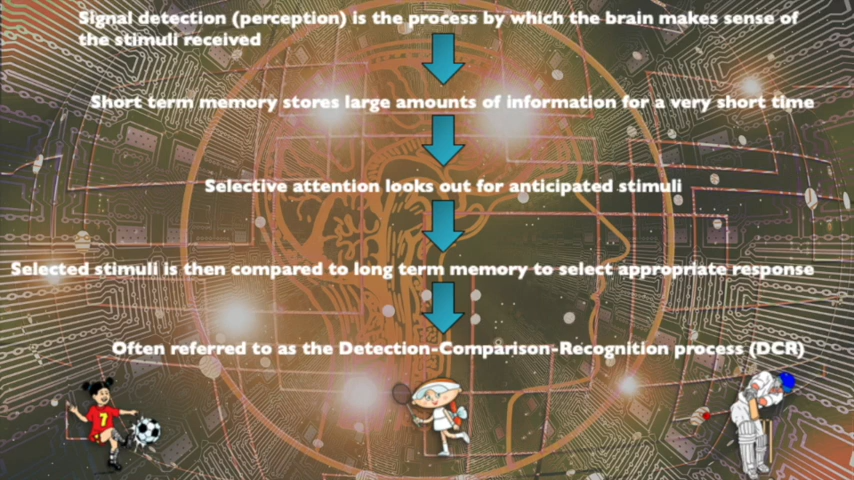 Signal detection (perception) is the process by which the brain makes sense of
the stimuli received
Short term memory stores large amounts of information for a very short time
Selective attention looks out for anticipated stimuli
Selected stimuli is then compared to long term memory to select appropriate response
Often referred to as the Detection-Comparison-Recognition process (DCR)
7